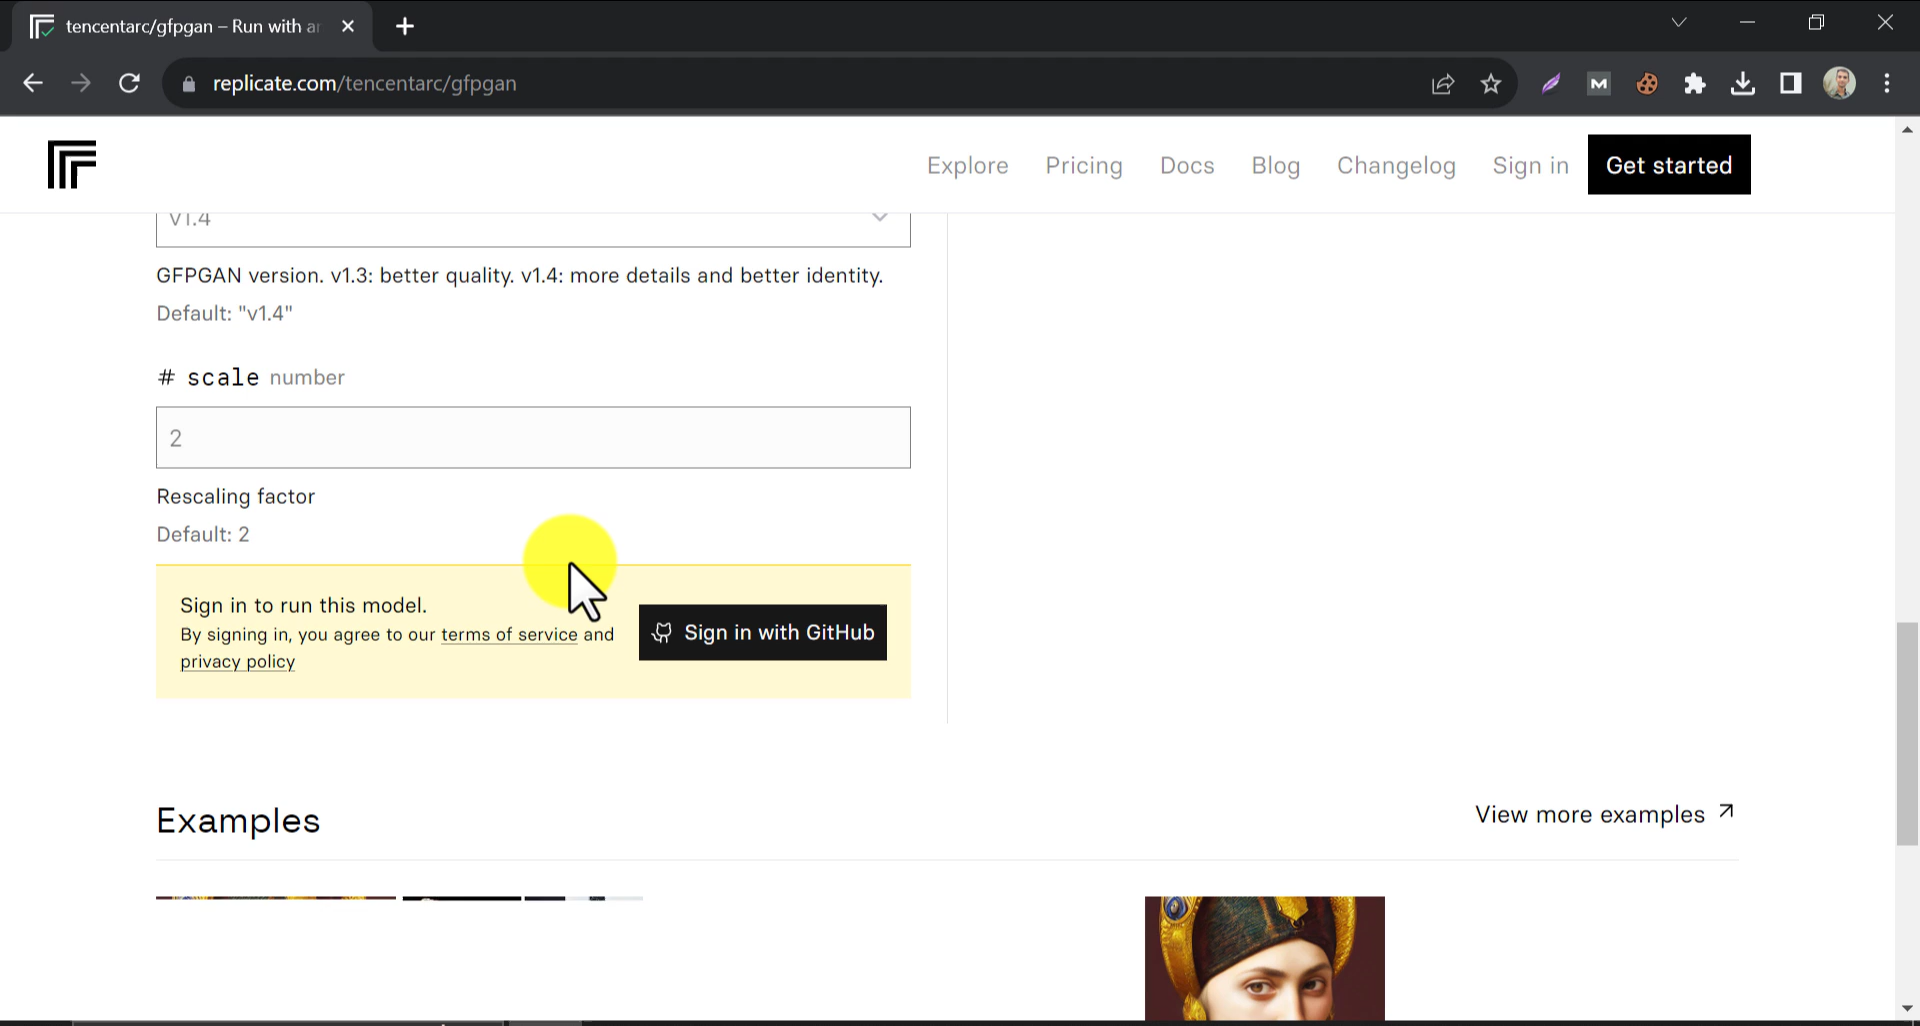 tencentarc/gfpgan – Run with an
replicate.com/tencentarc/gfpgan
M
Explore Pricing Docs Blog Changelog Sign in Get started
v1.4
GFPGAN version. v1.3: better quality. v1.4: more details and better identity.
Default: "v1.4"
# scale number
2
Rescaling factor
Default: 2
Sign in to run this model.
By signing in, you agree to our terms of service and
privacy policy
Sign in with GitHub
Examples
View more examples